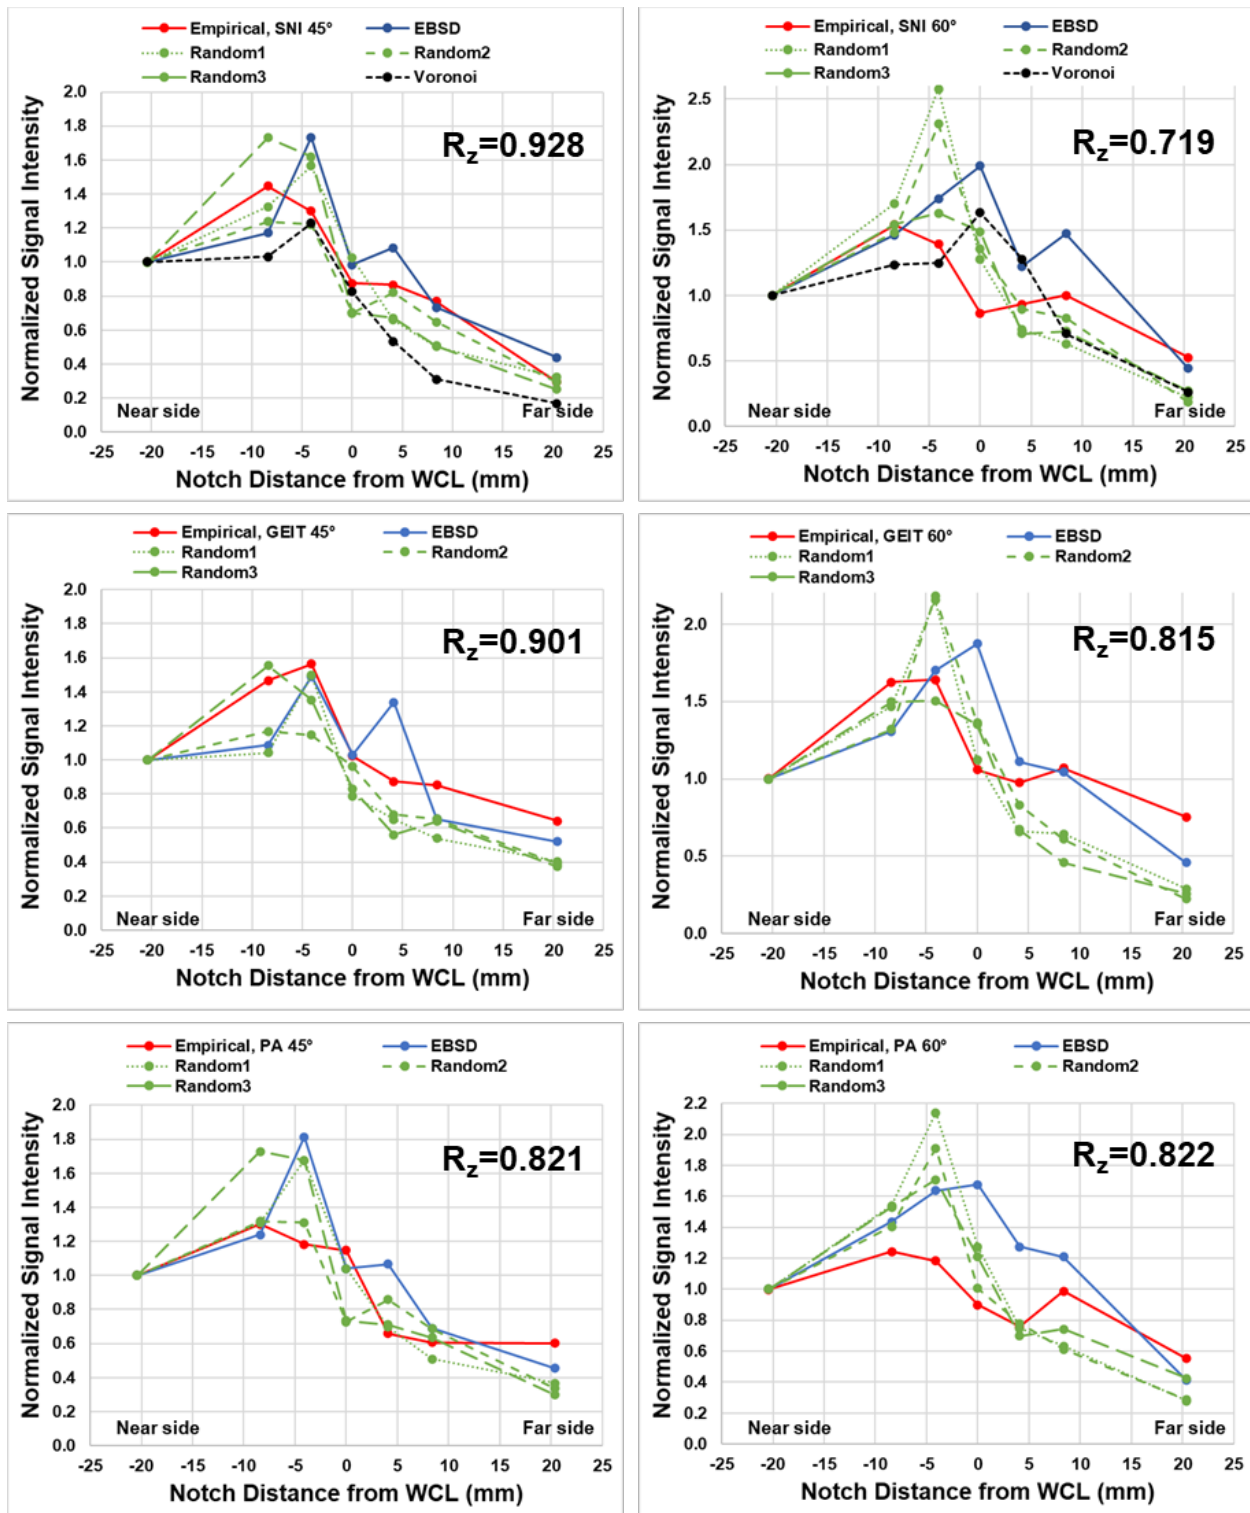 Empirical, SNI 45º EBSD
Random1 Random2
Random3 Voronoi
2.0
1.8
1.6
1.4
1.2
1.0
0.8
0.6
0.4
0.2
0.0
Normalized Signal Intensity
R_z=0.928
Near side Far side
-25 -20 -15 -10 -5 0 5 10 15 20 25
Notch Distance from WCL (mm)
Empirical, SNI 60º EBSD
Random1 Random2
Random3 Voronoi
2.5
2.0
1.5
1.0
0.5
0.0
Normalized Signal Intensity
R_z=0.719
Near side Far side
-25 -20 -15 -10 -5 0 5 10 15 20 25
Notch Distance from WCL (mm)
Empirical, GEIT 45º EBSD
Random1 Random2
Random3
2.0
1.8
1.6
1.4
1.2
1.0
0.8
0.6
0.4
0.2
0.0
Normalized Signal Intensity
R_z=0.901
Near side Far side
-25 -20 -15 -10 -5 0 5 10 15 20 25
Notch Distance from WCL (mm)
Empirical, GEIT 60º EBSD
Random1 Random2
Random3
2.0
1.5
1.0
0.5
0.0
Normalized Signal Intensity
R_z=0.815
Near side Far side
-25 -20 -15 -10 -5 0 5 10 15 20 25
Notch Distance from WCL (mm)
Empirical, PA 45º EBSD
Random1 Random2
Random3
2.0
1.8
1.6
1.4
1.2
1.0
0.8
0.6
0.4
0.2
0.0
Normalized Signal Intensity
R_z=0.821
Near side Far side
-25 -20 -15 -10 -5 0 5 10 15 20 25
Notch Distance from WCL (mm)
Empirical, PA 60º EBSD
Random1 Random2
Random3
2.2
2.0
1.8
1.6
1.4
1.2
1.0
0.8
0.6
0.4
0.2
0.0
Normalized Signal Intensity
R_z=0.822
Near side Far side
-25 -20 -15 -10 -5 0 5 10 15 20 25
Notch Distance from WCL (mm)